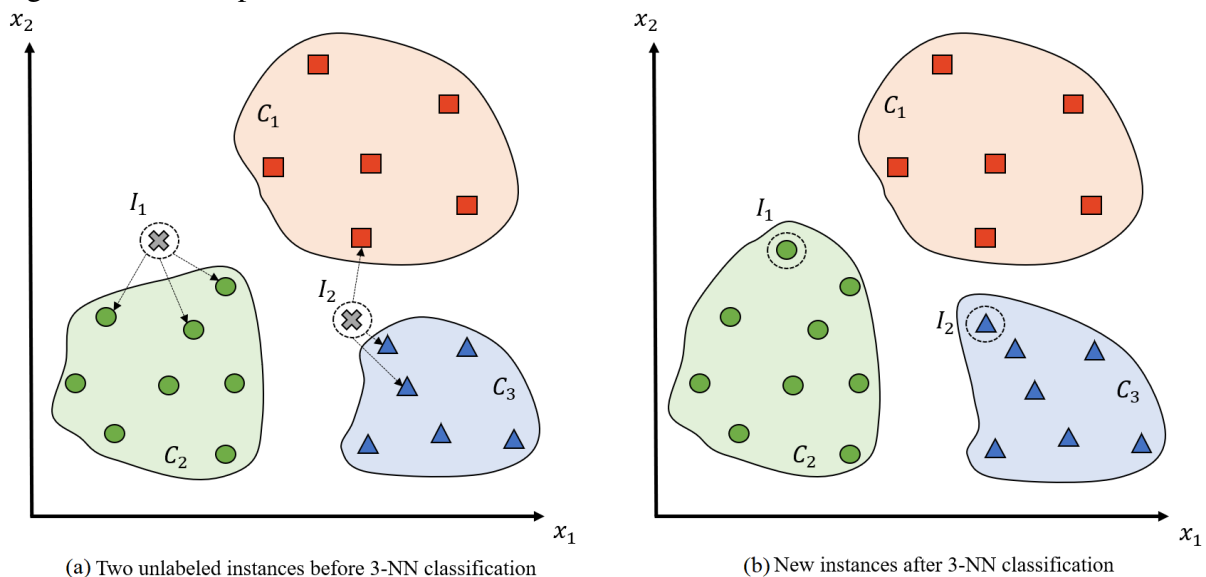 x₂
C₁
I₁
I₂
C₃
C₂
x₁
(a) Two unlabeled instances before 3-NN classification
x₂
C₁
I₁
I₂
C₃
C₂
x₁
(b) New instances after 3-NN classification